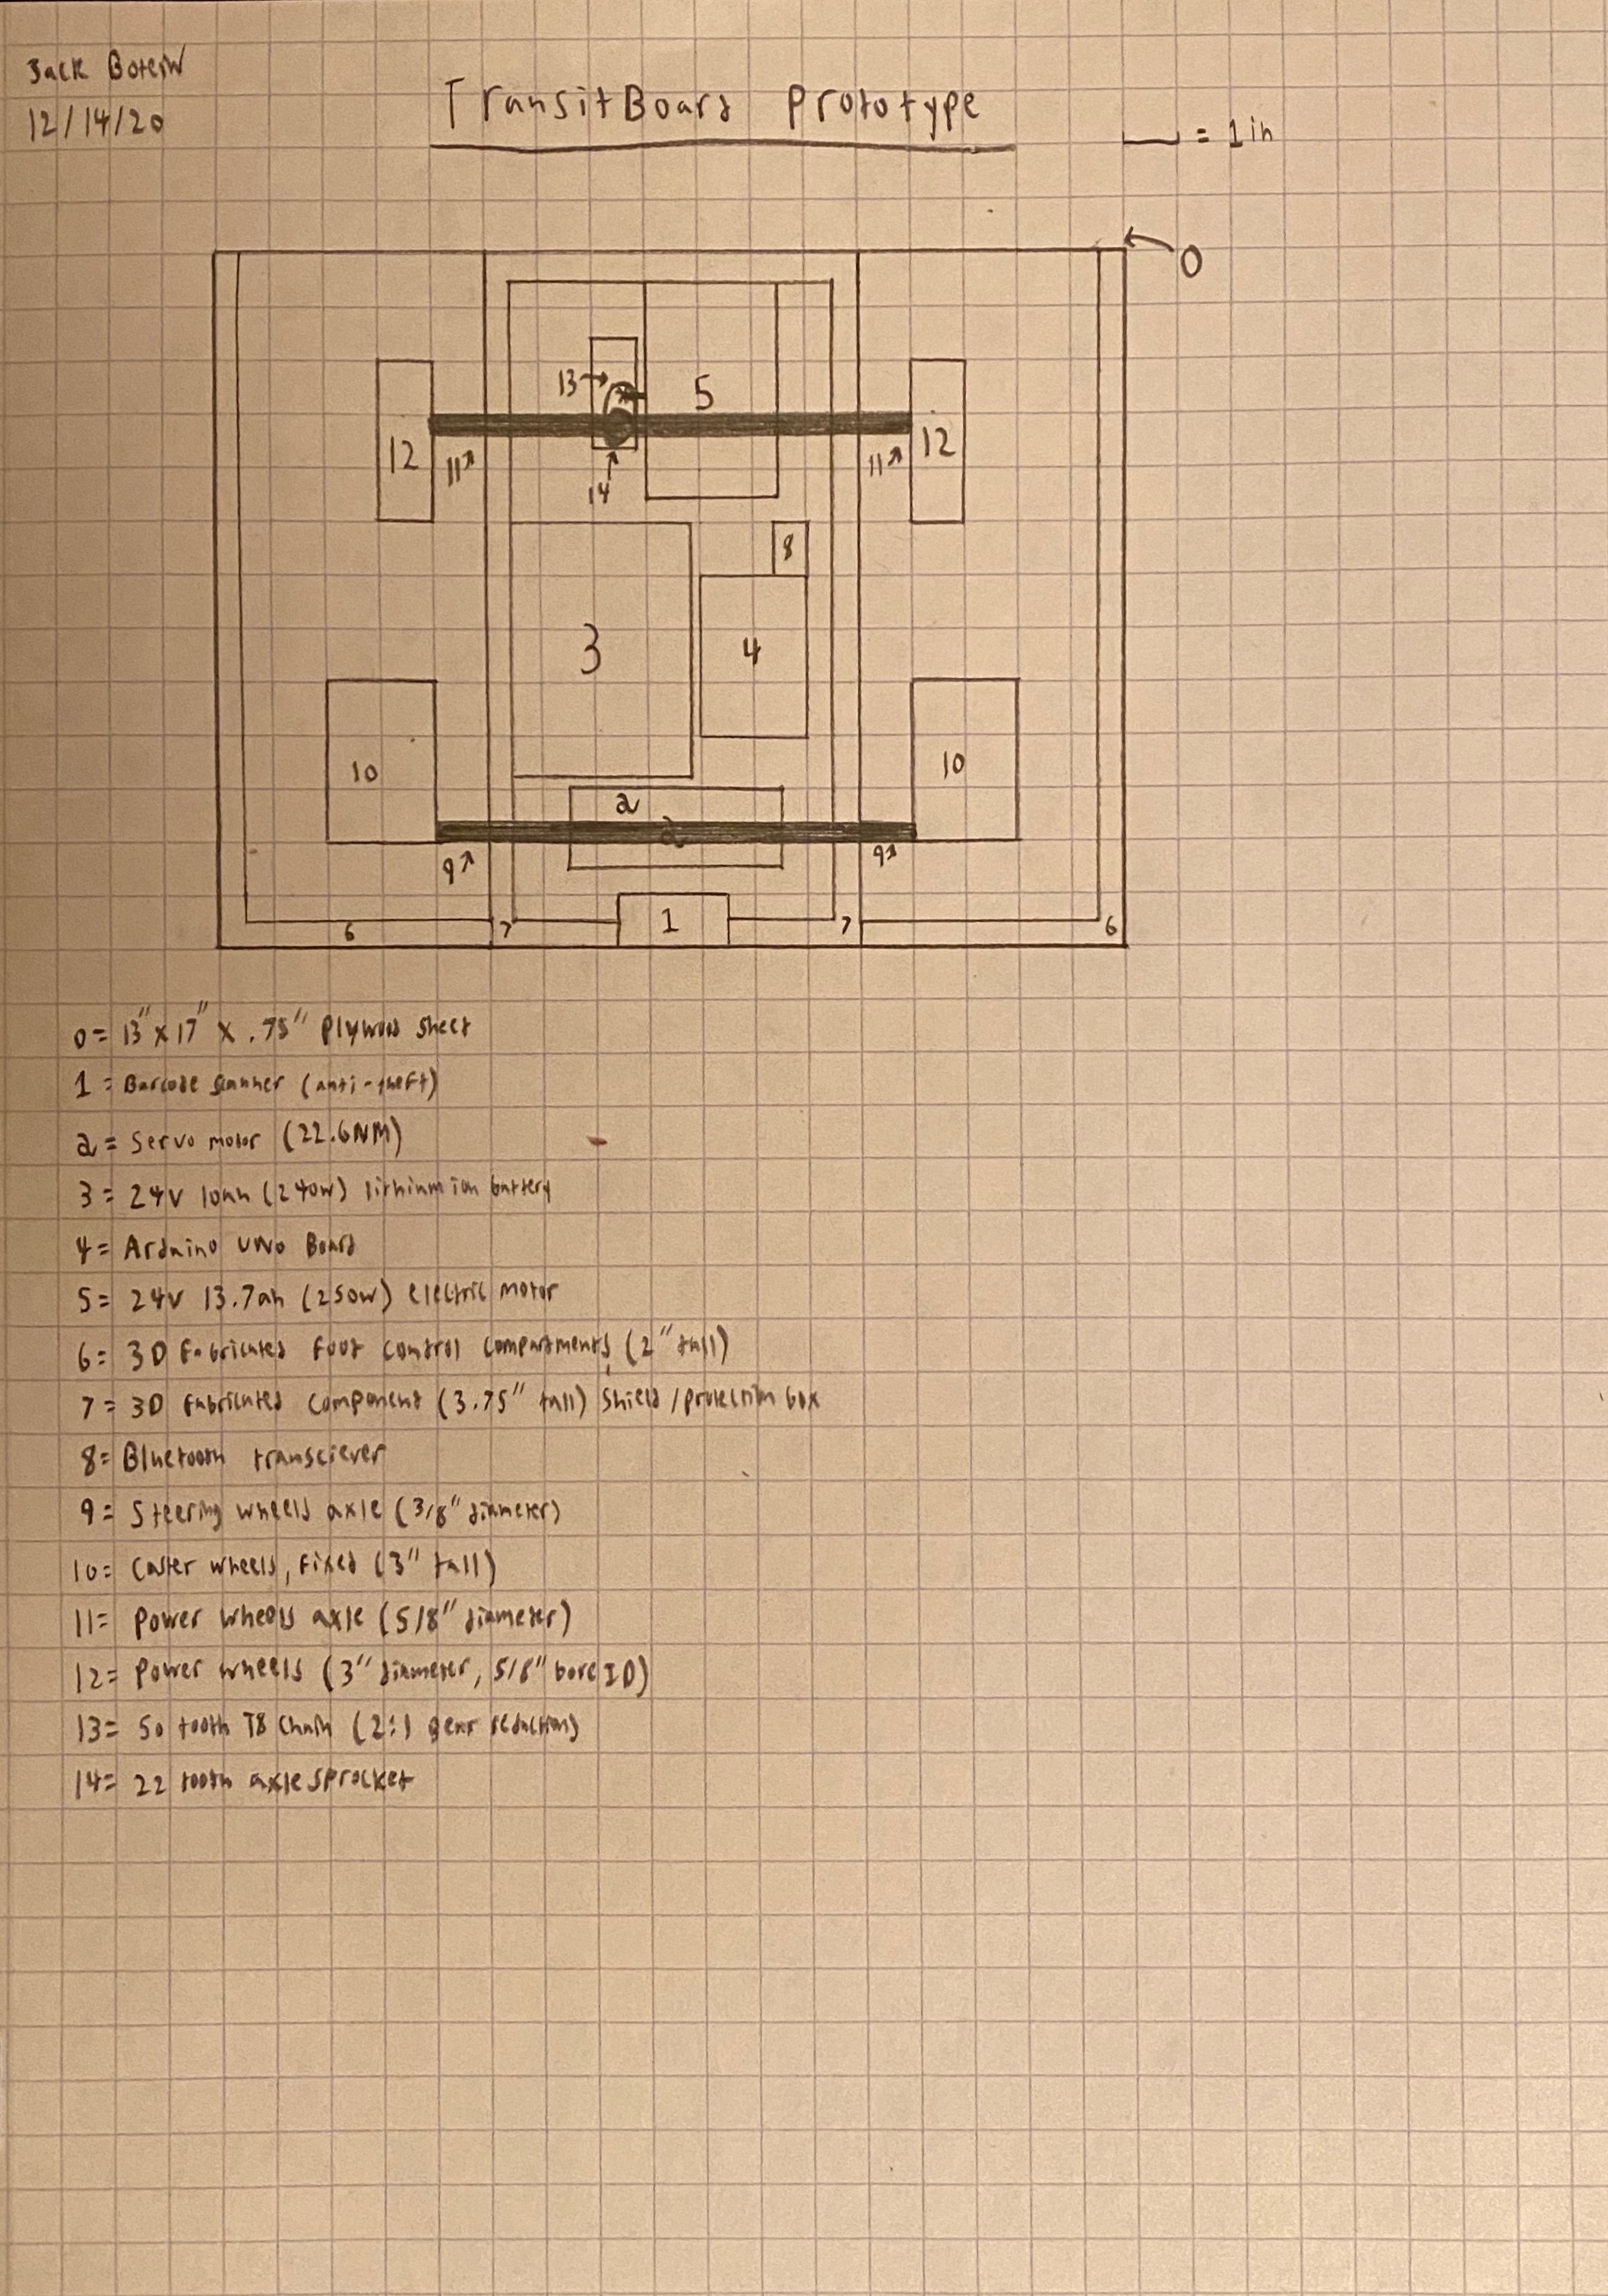 Jack
12/14/20
TransitBoard Prototype
= 1 in
0
13
5
12
11
11
12
14
8
3
4
10
10
a
a
9
9
1
6
7
7
6
0= 13" x 17" x .75" Plywood sheet
1 = Barcode scanner (anti-theft)
a = Servo motor (22.6NM)
3 = 24V 10ah (240w) lithium ion battery
4 = Arduino UNO Board
5 = 24V 13.7ah (250w) electric motor
6 = 3D Fabricated Foot control compartments (2" tall)
7 = 3D Fabricated component (3.75" tall) shield/protection box
8 = Bluetooth transciever
9 = Steering wheels axle (3/8" diameter)
10 = Caster wheels, fixed (3" tall)
11 = Power wheels axle (5/8" diameter)
12 = Power wheels (3" diameter, 5/8" bore ID)
13 = 50 tooth T8 Chain (2:1 gear reduction)
14 = 22 tooth axle sprocket